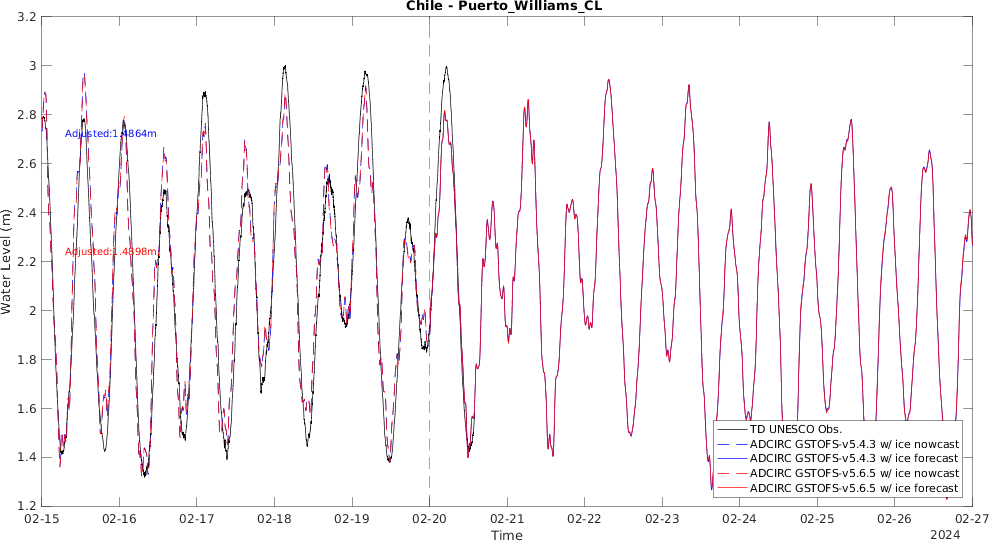 Chile - Puerto_Williams_CL
3.2
3
2.8
2.6
2.4
2.2
2
1.8
1.6
1.4
1.2
Water Level (m)
Adjusted:1.4864m
Adjusted:1.4898m
TD UNESCO Obs.
ADCIRC GSTOFS-v5.4.3 w/ ice nowcast
ADCIRC GSTOFS-v5.4.3 w/ ice forecast
ADCIRC GSTOFS-v5.6.5 w/ ice nowcast
ADCIRC GSTOFS-v5.6.5 w/ ice forecast
02-15 02-16 02-17 02-18 02-19 02-20 02-21 02-22 02-23 02-24 02-25 02-26 02-27
Time
2024